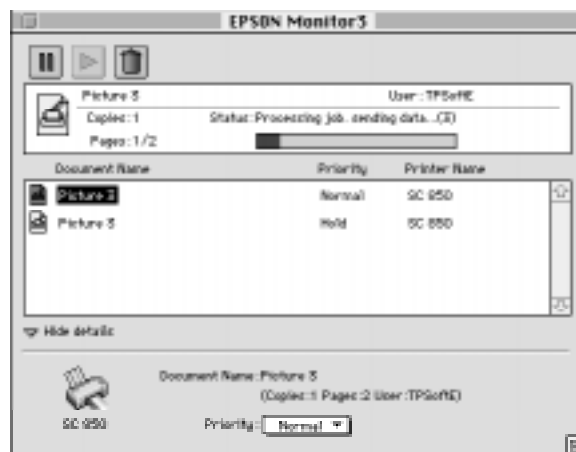 EPSON Monitor3
Picture 3 User : TPSoftE
Copies : 1 Status : Processing job. sending data...(3)
Pages : 1/2
Document Name Priority Printer Name
Picture 3 Normal SC 850
Picture 3 Hold SC 850
Hide details
Document Name : Picture 3
(Copies :1 Pages :2 User :TPSoftE)
SC 850 Priority : Normal